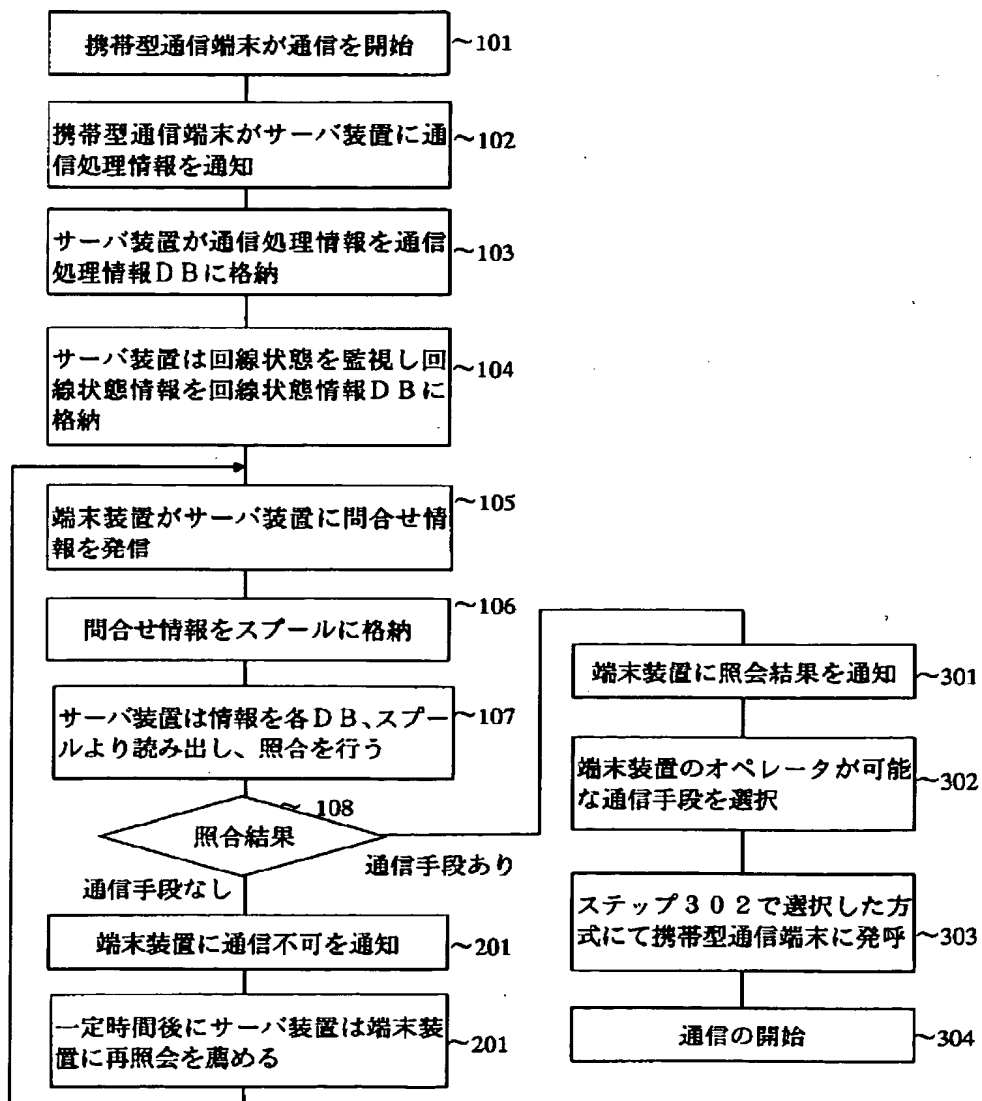 携帯型通信端末が通信を開始
～101
携帯型通信端末がサーバ装置に通
信処理情報を通知
～102
サーバ装置が通信処理情報を通信
処理情報ＤＢに格納
～103
サーバ装置は回線状態を監視し回
線状態情報を回線状態情報ＤＢに
格納
～104
端末装置がサーバ装置に問合せ情
報を発信
～105
問合せ情報をスプールに格納
～106
サーバ装置は情報を各ＤＢ、スプ
ールより読み出し、照合を行う
～107
照合結果
～108
通信手段なし
通信手段あり
端末装置に通信不可を通知
～201
一定時間後にサーバ装置は端末装
置に再照会を薦める
～201
端末装置に照会結果を通知
～301
端末装置のオペレータが可能
な通信手段を選択
～302
ステップ３０２で選択した方
式にて携帯型通信端末に発呼
～303
通信の開始
～304